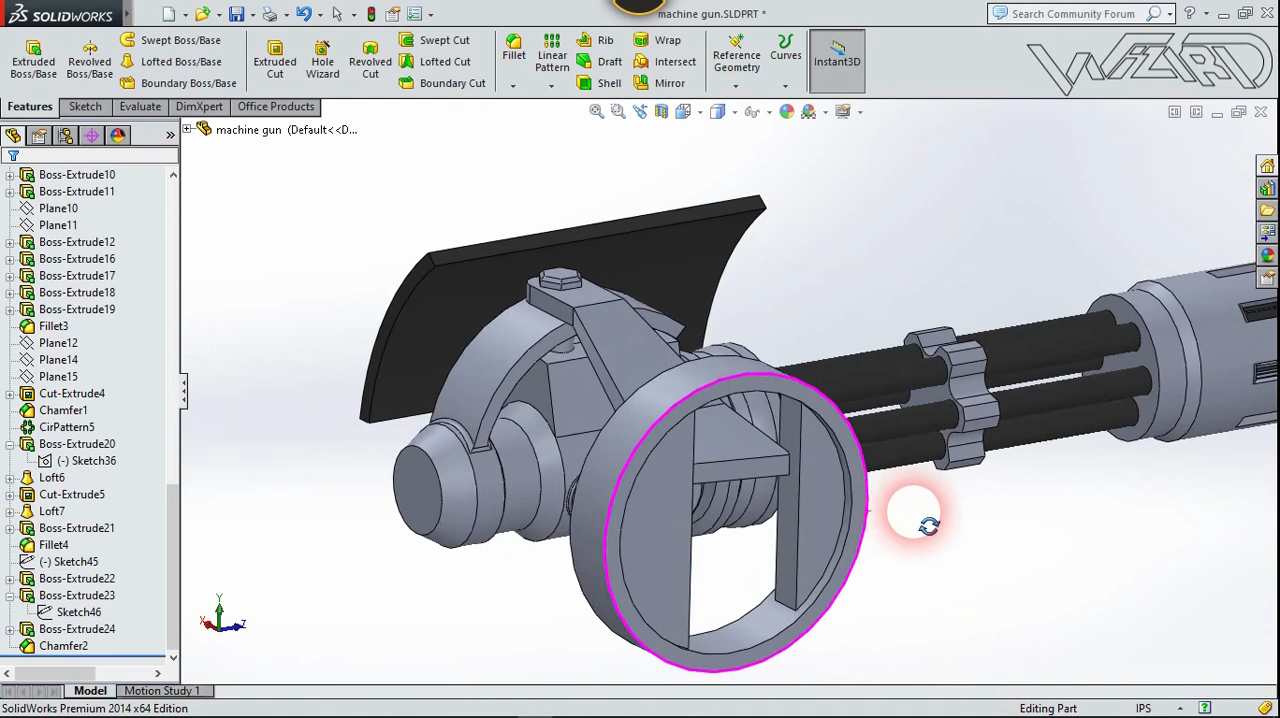 SOLIDWORKS
machine gun.SLDPRT *
Search Community Forum
?
Extruded Boss/Base
Revolved Boss/Base
Swept Boss/Base
Lofted Boss/Base
Boundary Boss/Base
Extruded Cut
Hole Wizard
Revolved Cut
Swept Cut
Lofted Cut
Boundary Cut
Fillet
Linear Pattern
Rib
Draft
Shell
Wrap
Intersect
Mirror
Reference Geometry
Curves
Instant3D
WIZARD
Features
Sketch
Evaluate
DimXpert
Office Products
machine gun (Default<<D...
Boss-Extrude10
Boss-Extrude11
Plane10
Plane11
Boss-Extrude12
Boss-Extrude16
Boss-Extrude17
Boss-Extrude18
Boss-Extrude19
Fillet3
Plane12
Plane14
Plane15
Cut-Extrude4
Chamfer1
CirPattern5
Boss-Extrude20
(-) Sketch36
Loft6
Cut-Extrude5
Loft7
Boss-Extrude21
Fillet4
(-) Sketch45
Boss-Extrude22
Boss-Extrude23
Sketch46
Boss-Extrude24
Chamfer2
Y
X
Z
Model
Motion Study 1
SolidWorks Premium 2014 x64 Edition
Editing Part
IPS
?